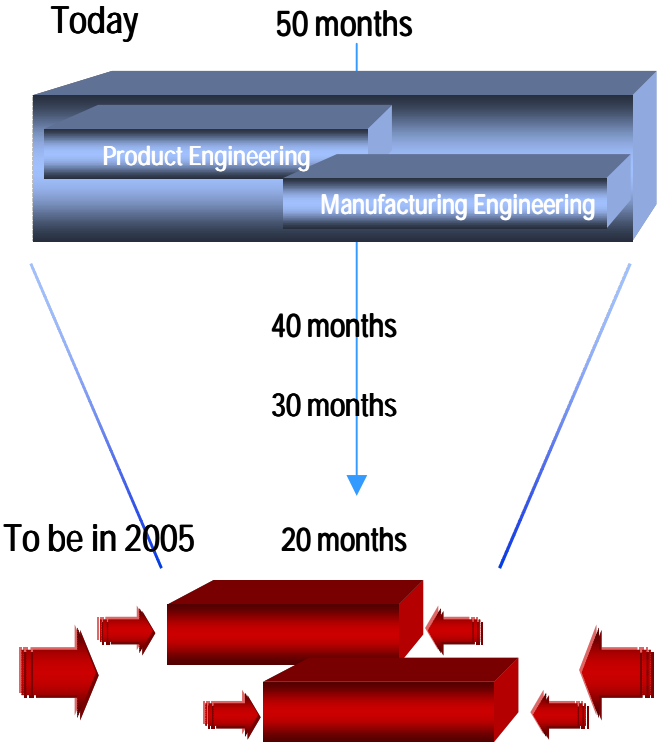 Today
50 months
Product Engineering
Manufacturing Engineering
40 months
30 months
To be in 2005
20 months